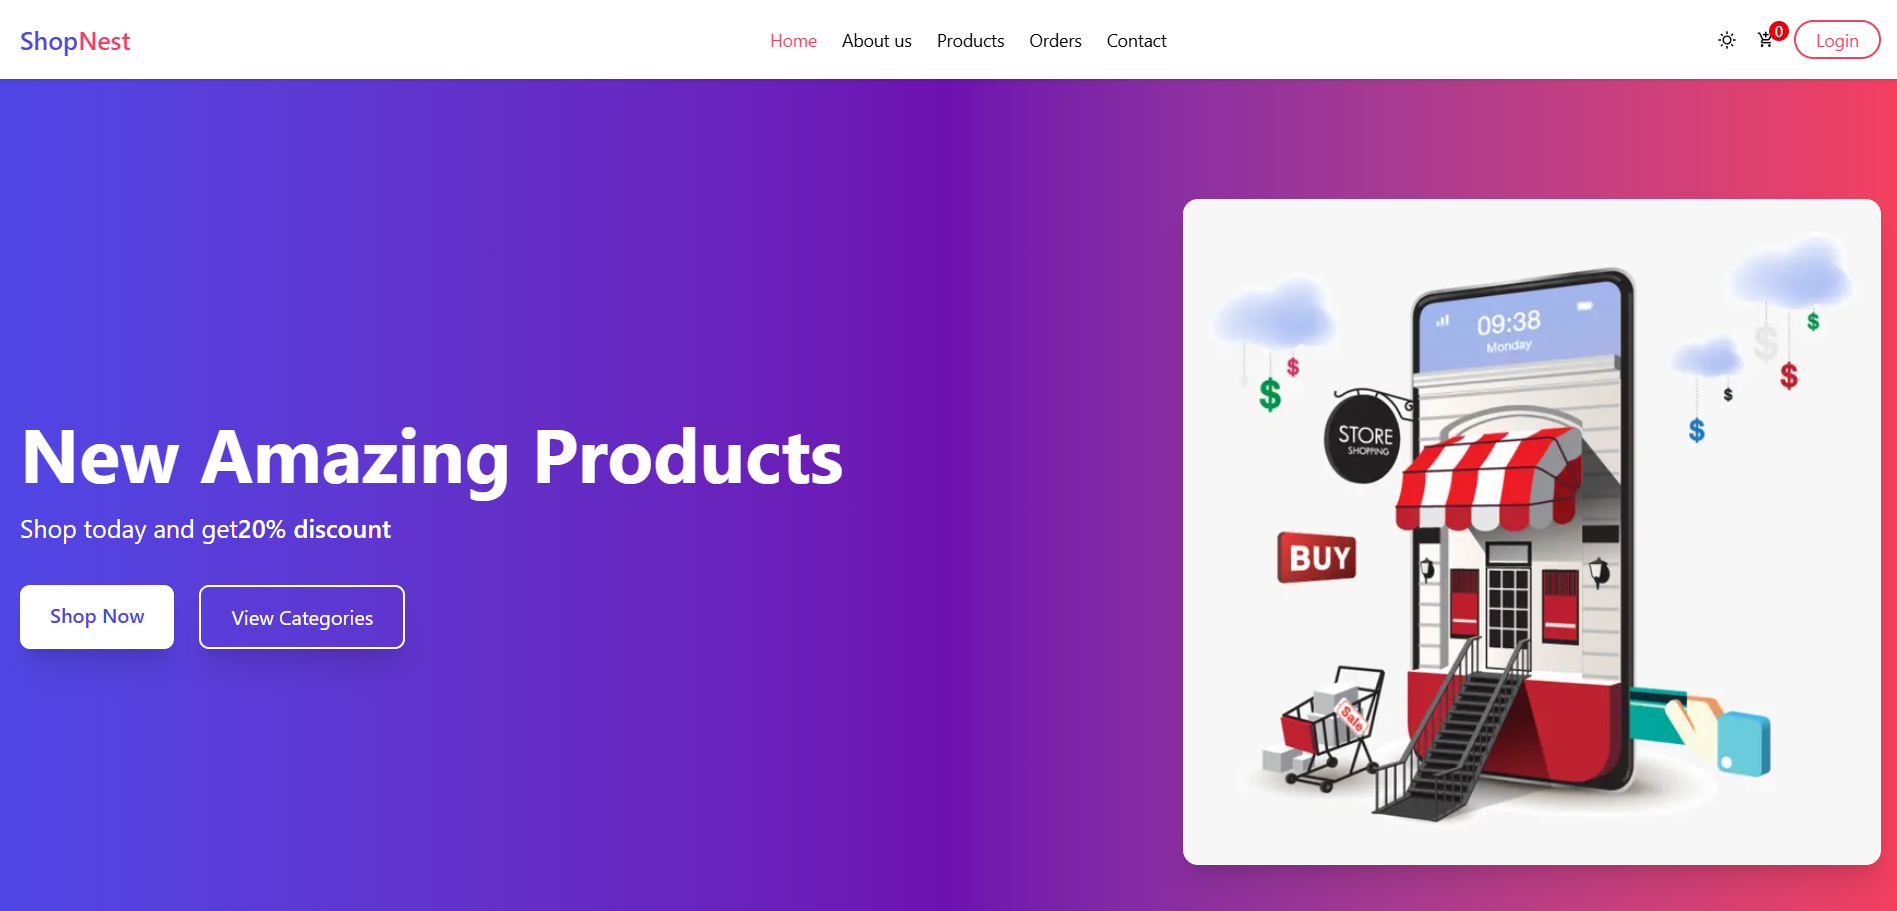 ShopNest
Home About us Products Orders Contact
0
Login
New Amazing Products
Shop today and get20% discount
Shop Now
View Categories
09:38
Monday
STORE
SHOPPING
BUY
Sale
$
$
$
$
$
$
$